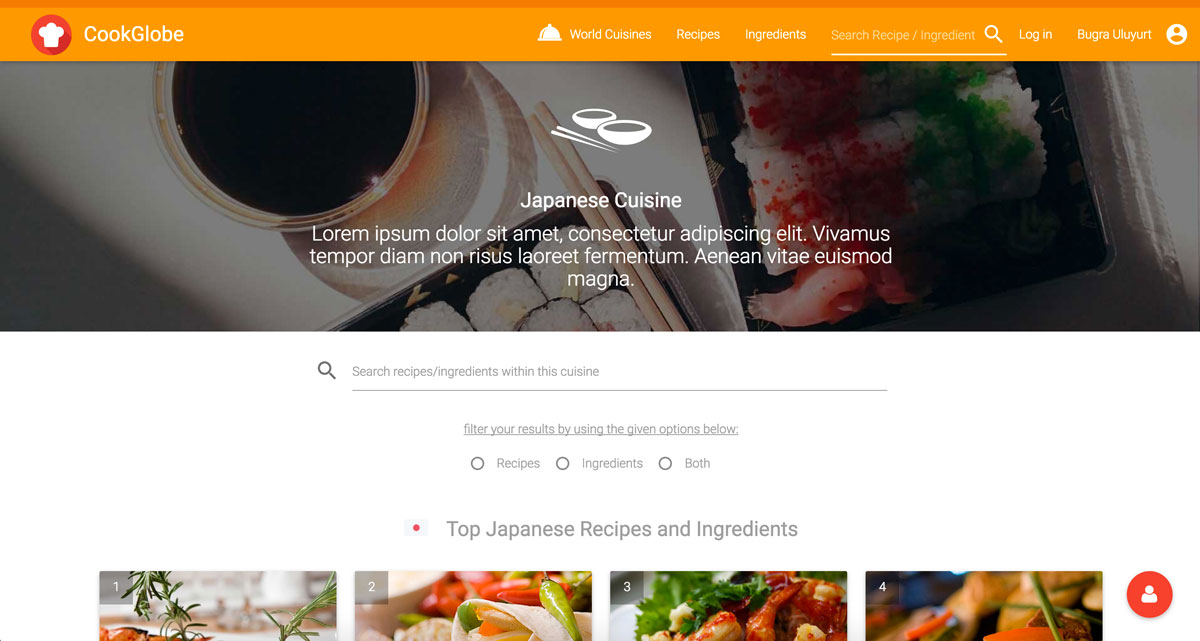 CookGlobe
World Cuisines
Recipes
Ingredients
Search Recipe / Ingredient
Log in
Bugra Uluyurt
Japanese Cuisine
Lorem ipsum dolor sit amet, consectetur adipiscing elit. Vivamus
tempor diam non risus laoreet fermentum. Aenean vitae euismod
magna.
Search recipes/ingredients within this cuisine
filter your results by using the given options below:
Recipes
Ingredients
Both
Top Japanese Recipes and Ingredients
1
2
3
4